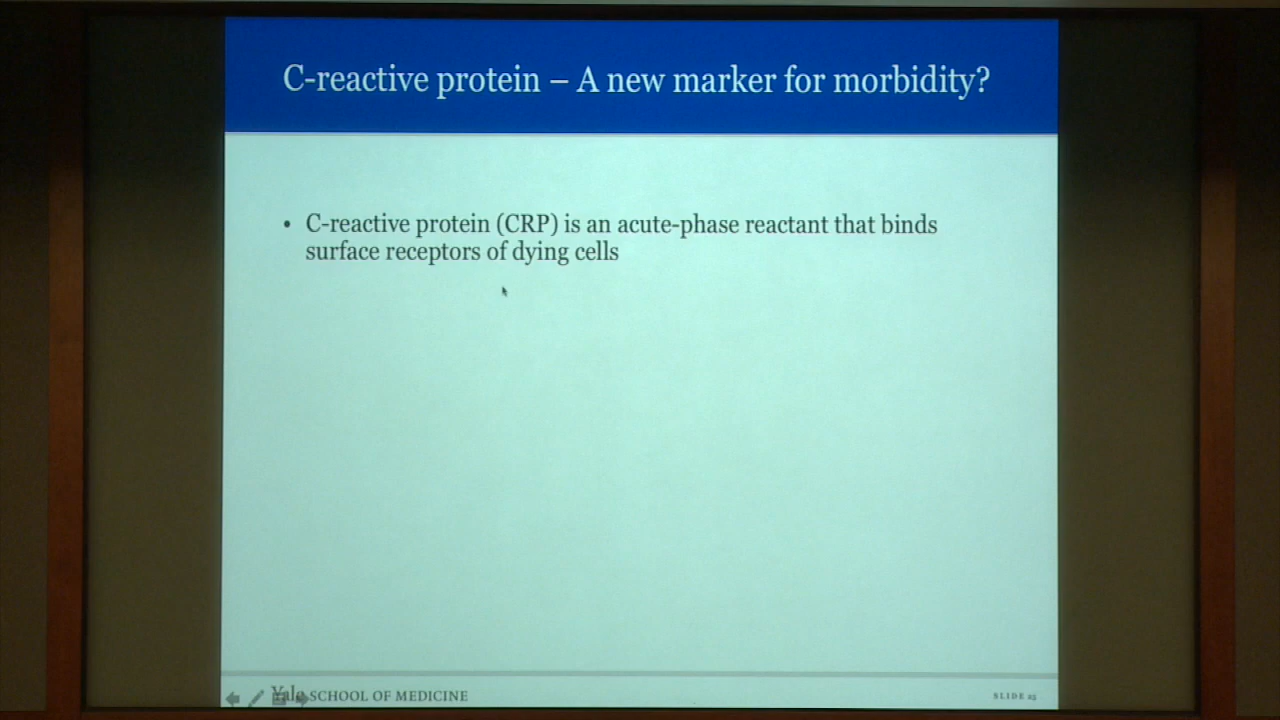 C-reactive protein – A new marker for morbidity?
• C-reactive protein (CRP) is an acute-phase reactant that binds
surface receptors of dying cells
Yale SCHOOL OF MEDICINE
SLIDE